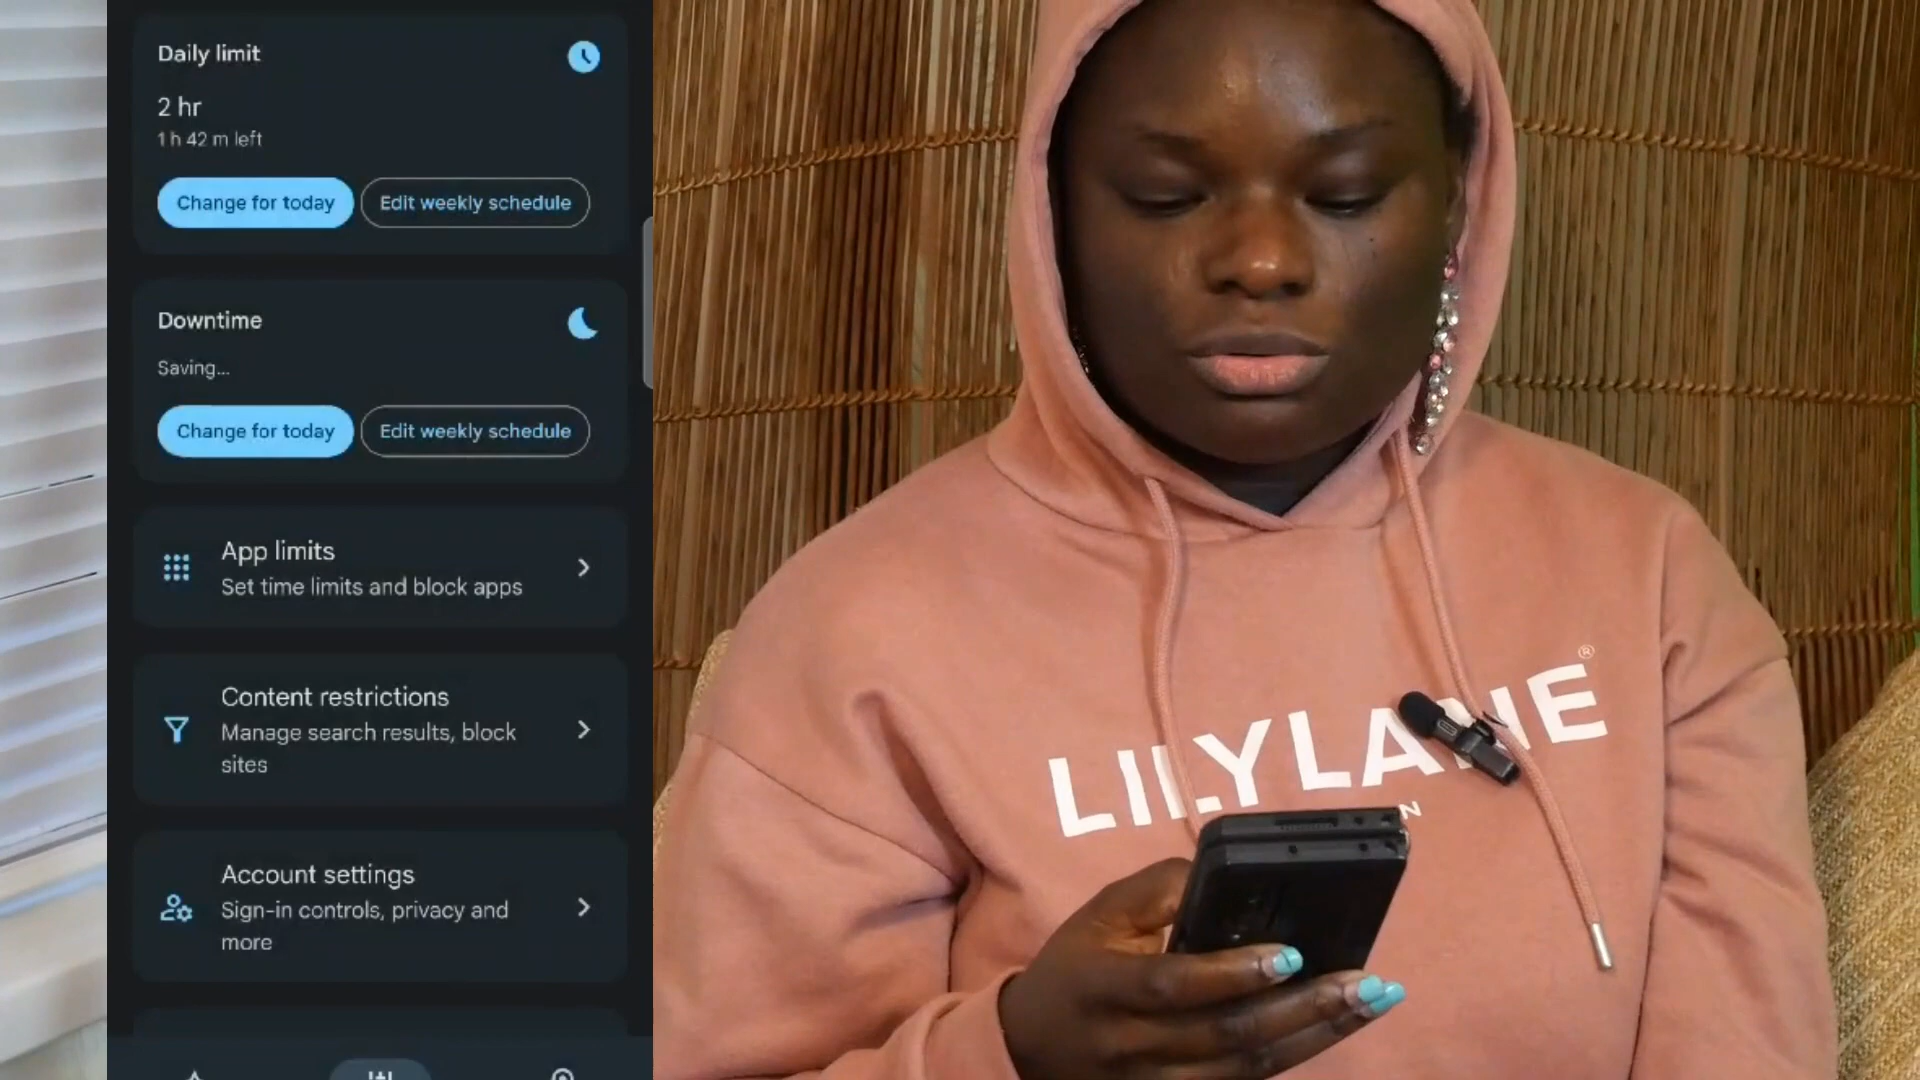 Daily limit
2 hr
1 h 42 m left
Change for today
Edit weekly schedule
Downtime
Saving...
Change for today
Edit weekly schedule
App limits
Set time limits and block apps
Content restrictions
Manage search results, block
sites
Account settings
Sign-in controls, privacy and
more
LILYLANE®